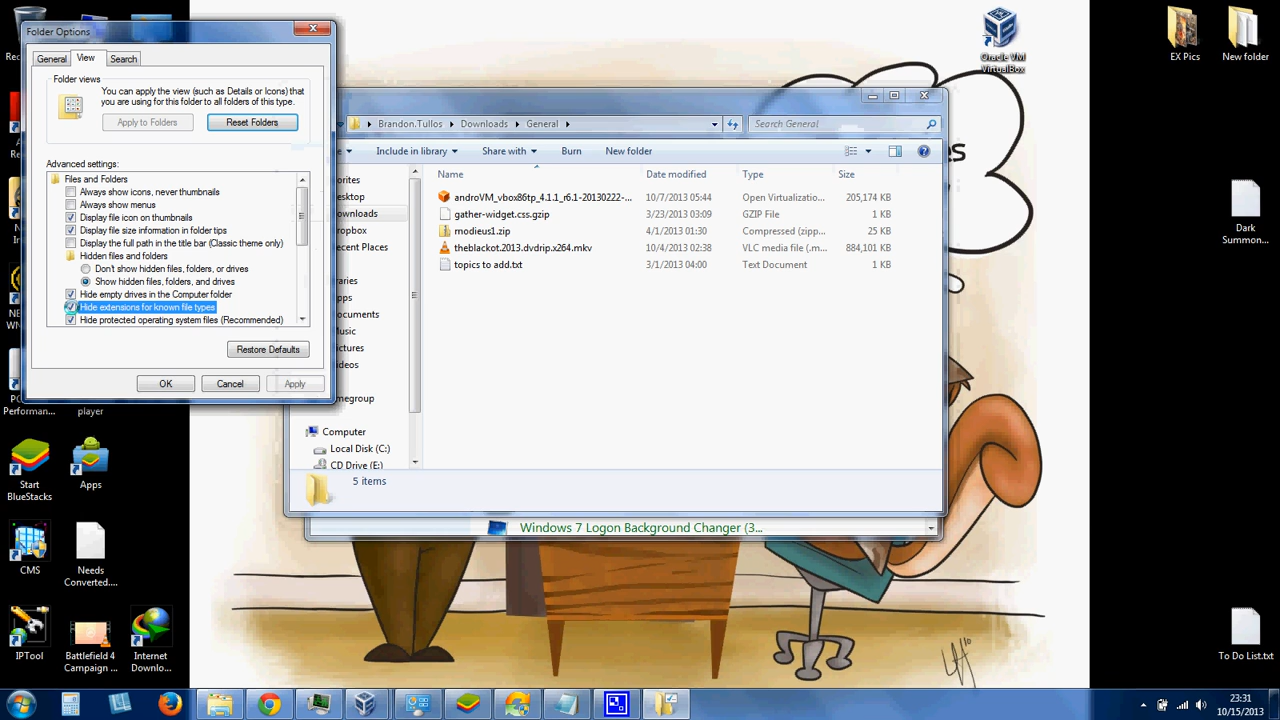 Folder Options
General
View
Search
Folder views
You can apply the view (such as Details or Icons) that
you are using for this folder to all folders of this type.
Apply to Folders
Reset Folders
Advanced settings:
Files and Folders
Always show icons, never thumbnails
Always show menus
Display file icon on thumbnails
Display file size information in folder tips
Display the full path in the title bar (Classic theme only)
Hidden files and folders
Don't show hidden files, folders, or drives
Show hidden files, folders, and drives
Hide empty drives in the Computer folder
Hide extensions for known file types
Hide protected operating system files (Recommended)
Restore Defaults
OK
Cancel
Apply
Brandon.Tullos
Downloads
General
Search General
Include in library
Share with
Burn
New folder
Name
Date modified
Type
Size
androVM_vbox86tp_4.1.1_r6.1-20130222-...
10/7/2013 05:44
Open Virtualizatio...
205,174 KB
gather-widget.css.gzip
3/23/2013 03:09
GZIP File
1 KB
modieus1.zip
4/1/2013 01:30
Compressed (zipp...
25 KB
theblackot.2013.dvdrip.x264.mkv
10/4/2013 02:38
VLC media file (.m...
884,101 KB
topics to add.txt
3/1/2013 04:00
Text Document
1 KB
orites
esktop
ownloads
opbox
ecent Places
raries
pps
ocuments
usic
ictures
ideos
megroup
Computer
Local Disk (C:)
CD Drive (E:)
5 items
Windows 7 Logon Background Changer (3...
Oracle VM
VirtualBox
EX Pics
New folder
Dark
Summon...
To Do List.txt
Performan...
player
Start
BlueStacks
Apps
CMS
Needs
Converted....
IPTool
Battlefield 4
Campaign ...
Internet
Downlo...
23:31
10/15/2013